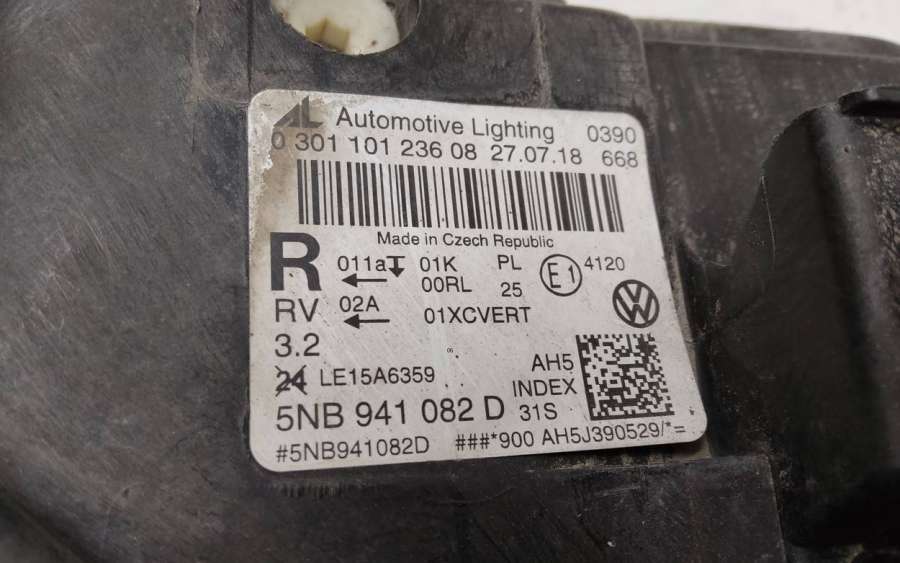 AL Automotive Lighting 0390
0 301 101 236 08 27.07.18 668
Made in Czech Republic
R 011aT 01K PL E1 4120
00RL 25
RV 02A 01XCVERT
3.2
24 LE15A6359 AH5
INDEX
5NB 941 082 D 31S
#5NB941082D ###*900 AH5J390529/*=